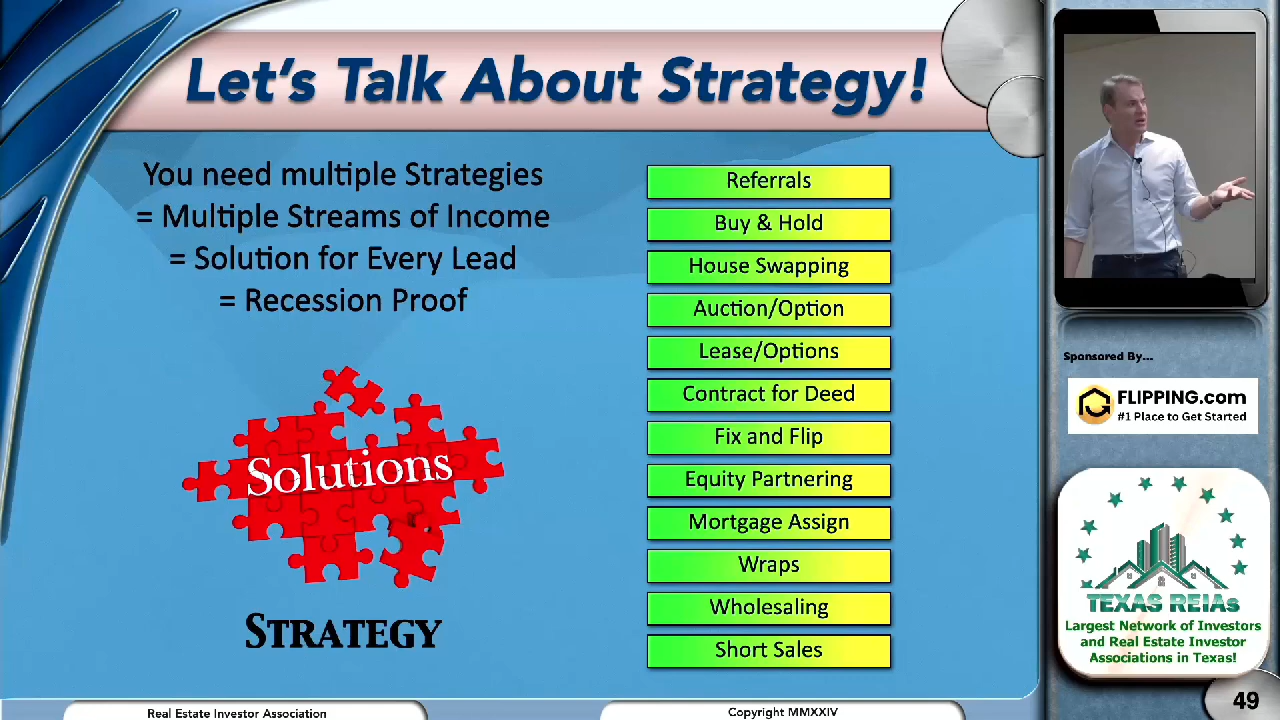 Let's Talk About Strategy!
You need multiple Strategies
= Multiple Streams of Income
= Solution for Every Lead
= Recession Proof
Solutions
STRATEGY
Referrals
Buy & Hold
House Swapping
Auction/Option
Lease/Options
Contract for Deed
Fix and Flip
Equity Partnering
Mortgage Assign
Wraps
Wholesaling
Short Sales
Sponsored By...
FLIPPING.com
#1 Place to Get Started
TEXAS REIAs
Largest Network of Investors
and Real Estate Investor
Associations in Texas!
Real Estate Investor Association
Copyright MMXXIV
49